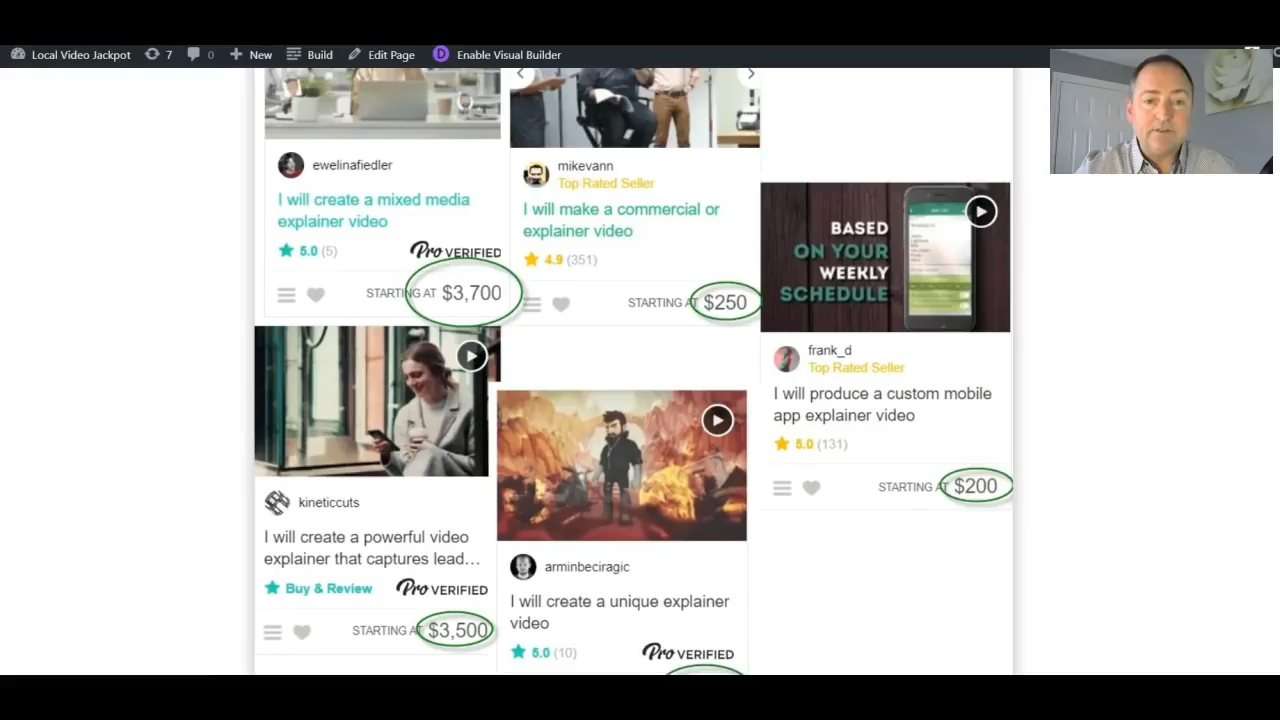 Local Video Jackpot 7 0 New Build Edit Page Enable Visual Builder
ewelinafiedler
I will create a mixed media
explainer video
5.0 (5) Pro VERIFIED
STARTING AT $3,700
mikevann
Top Rated Seller
I will make a commercial or
explainer video
4.9 (351)
STARTING AT $250
BASED
ON YOUR
WEEKLY
SCHEDULE
frank_d
Top Rated Seller
I will produce a custom mobile
app explainer video
5.0 (131)
STARTING AT $200
kineticcuts
I will create a powerful video
explainer that captures lead...
Buy & Review Pro VERIFIED
STARTING AT $3,500
arminbeciragic
I will create a unique explainer
video
5.0 (10) Pro VERIFIED